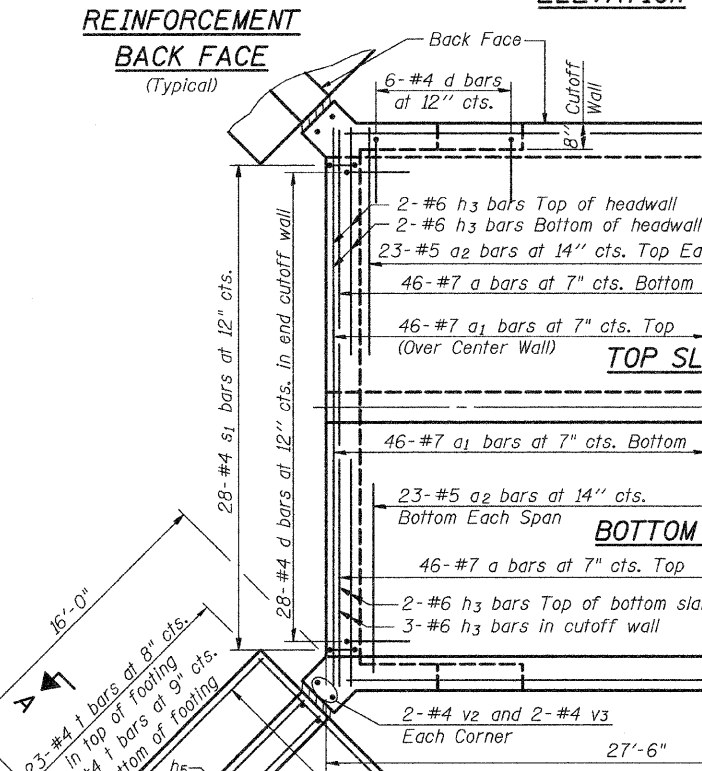 REINFORCEMENT
BACK FACE
(Typical)
Back Face
6-#4 d bars
at 12" cts.
8" Cutoff
Wall
2-#6 h3 bars Top of headwall
2-#6 h3 bars Bottom of headwall
23-#5 a2 bars at 14" cts. Top
46-#7 a bars at 7" cts. Bottom
46-#7 a1 bars at 7" cts. Top
(Over Center Wall)
TOP
28-#4 s1 bars at 12" cts.
28-#4 d bars at 12" cts. in end cutoff wall
46-#7 a1 bars at 7" cts. Bottom
23-#5 a2 bars at 14" cts.
Bottom Each Span
BOTTOM
46-#7 a bars at 7" cts. Top
2-#6 h3 bars Top of bottom
3-#6 h3 bars in cutoff wall
16'-0"
A
23-#4 t bars at 8" cts.
in top of footing
t bars at 9" cts.
of footing
h5
2-#4 v2 and 2-#4 v3
Each Corner
27'-6"